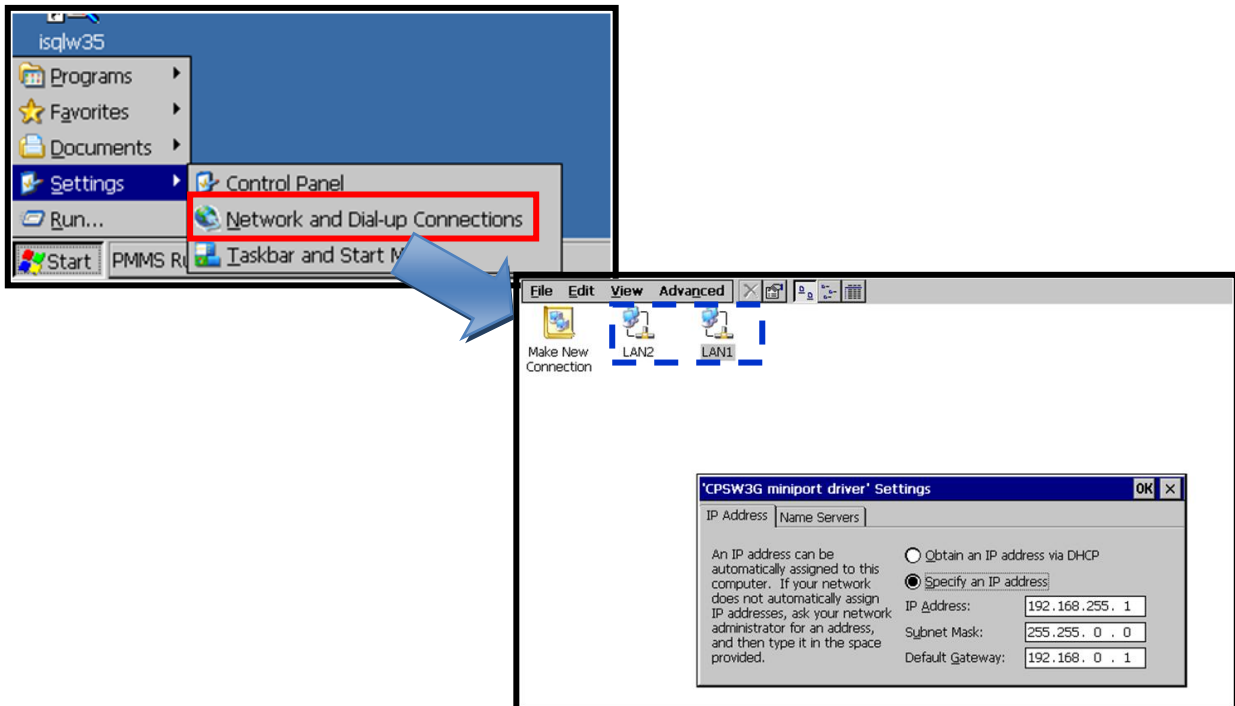 isqlw35
Programs
Favorites
Documents
Settings
Control Panel
Run...
Network and Dial-up Connections
Start
PMMS
Taskbar and Start
File Edit View Advanced
Make New
Connection
LAN2
LAN1
'CPSW3G miniport driver' Settings
OK
IP Address
Name Servers
An IP address can be
automatically assigned to this
computer. If your network
does not automatically assign
IP addresses, ask your network
administrator for an address,
and then type it in the space
provided.
Obtain an IP address via DHCP
Specify an IP address
IP Address: 192.168.255. 1
Subnet Mask: 255.255. 0 . 0
Default Gateway: 192.168. 0 . 1